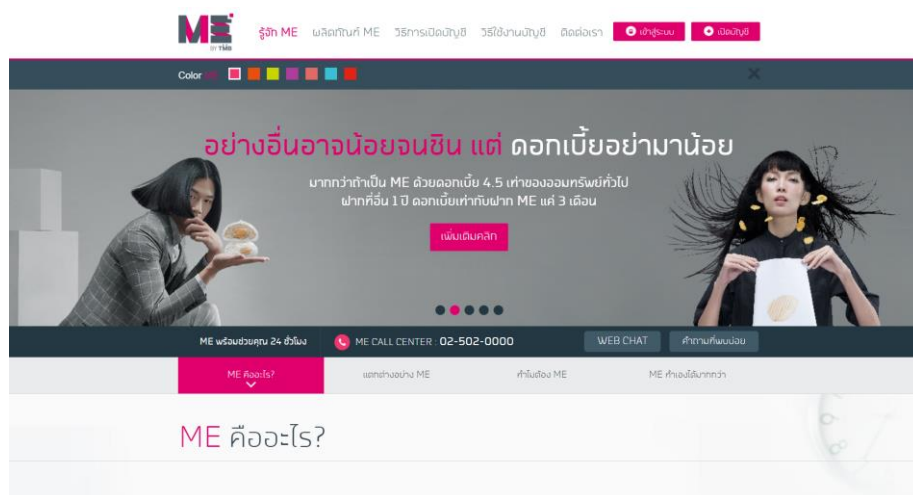 ME
BY TMB
รู้จัก ME
ผลิตภัณฑ์ ME
วิธีการเปิดบัญชี
วิธีใช้งานบัญชี
ติดต่อเรา
เข้าสู่ระบบ
เปิดบัญชี
Color ME
อย่างอื่นอาจน้อยจนชิน แต่ ดอกเบี้ยอย่ามาน้อย
มากกว่าถ้าเป็น ME ด้วยดอกเบี้ย 4.5 เท่าของออมทรัพย์ทั่วไป
ฝากที่อื่น 1 ปี ดอกเบี้ยเท่ากับฝาก ME แค่ 3 เดือน
เพิ่มเติมคลิก
ME พร้อมช่วยคุณ 24 ชั่วโมง
ME CALL CENTER : 02-502-0000
WEB CHAT
คำถามที่พบบ่อย
ME คืออะไร?
แตกต่างอย่าง ME
ทำไมต้อง ME
ME ทำเองได้มากกว่า
ME คืออะไร?